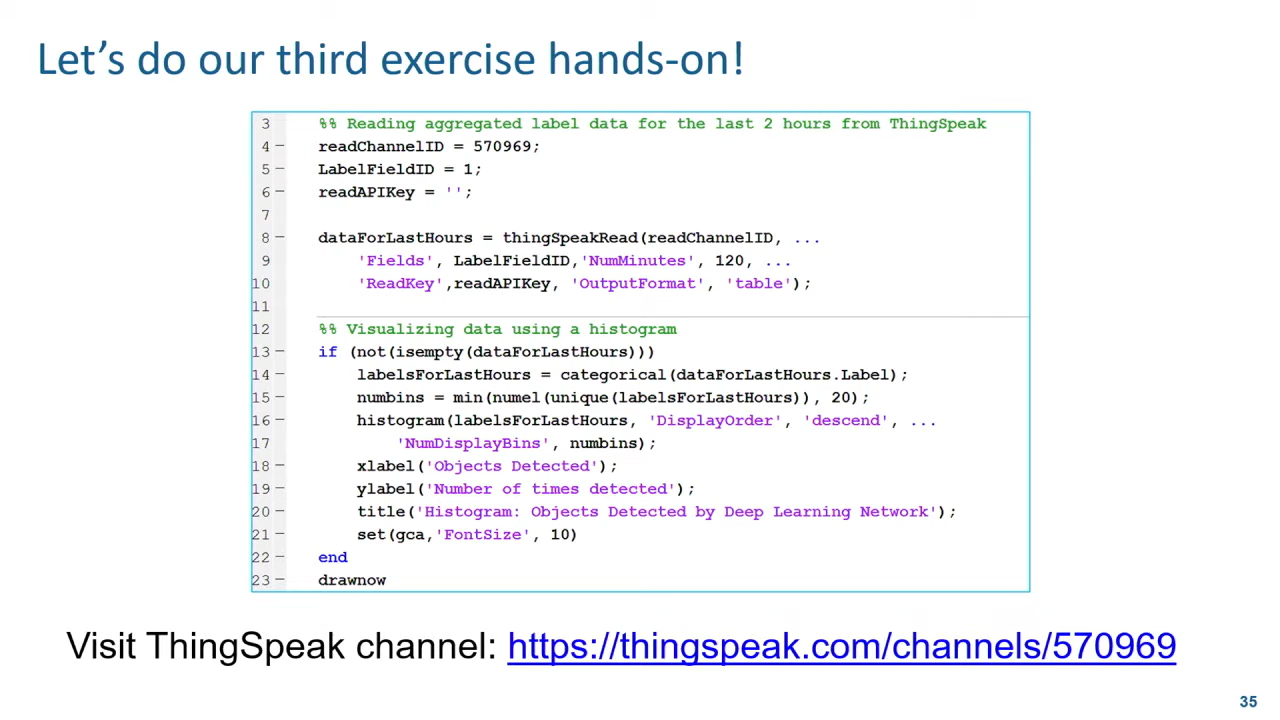 Let's do our third exercise hands-on!
3 %% Reading aggregated label data for the last 2 hours from ThingSpeak
4 – readChannelID = 570969;
5 – LabelFieldID = 1;
6 – readAPIKey = '';
7
8 – dataForLastHours = thingSpeakRead(readChannelID, ...
9 'Fields', LabelFieldID,'NumMinutes', 120, ...
10 'ReadKey',readAPIKey, 'OutputFormat', 'table');
11
12 %% Visualizing data using a histogram
13 – if (not(isempty(dataForLastHours)))
14 – labelsForLastHours = categorical(dataForLastHours.Label);
15 – numbins = min(numel(unique(labelsForLastHours)), 20);
16 – histogram(labelsForLastHours, 'DisplayOrder', 'descend', ...
17 'NumDisplayBins', numbins);
18 – xlabel('Objects Detected');
19 – ylabel('Number of times detected');
20 – title('Histogram: Objects Detected by Deep Learning Network');
21 – set(gca,'FontSize', 10)
22 – end
23 – drawnow
Visit ThingSpeak channel: https://thingspeak.com/channels/570969
35